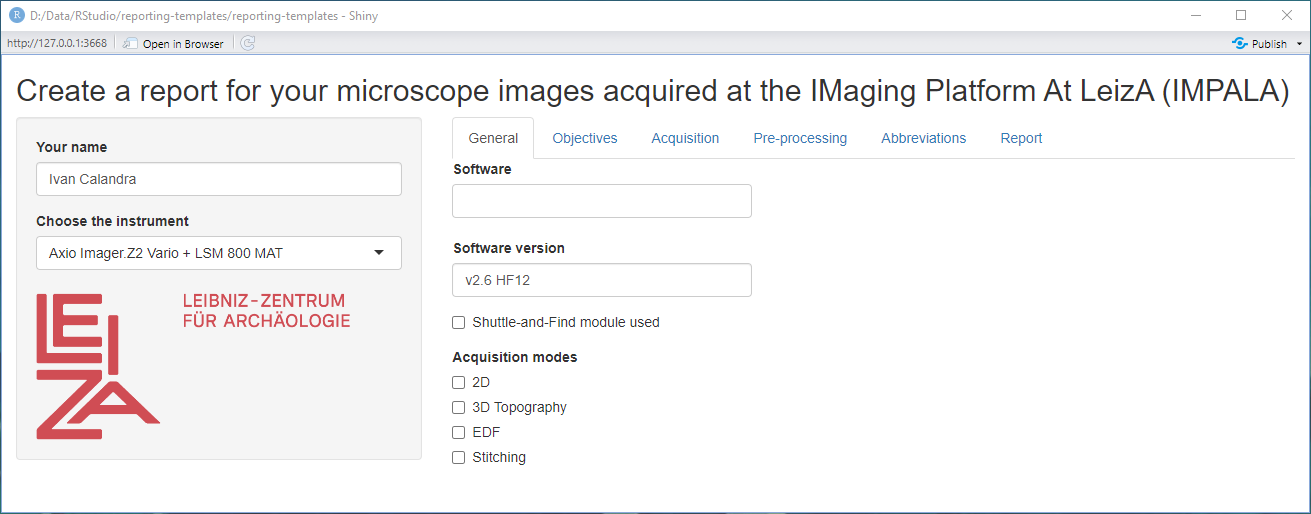 D:/Data/RStudio/reporting-templates/reporting-templates - Shiny
http://127.0.0.1:3668 Open in Browser Publish
Create a report for your microscope images acquired at the IMaging Platform At LeizA (IMPALA)
Your name
Ivan Calandra
Choose the instrument
Axio Imager.Z2 Vario + LSM 800 MAT
LEIZA
LEIBNIZ-ZENTRUM
FÜR ARCHÄOLOGIE
General Objectives Acquisition Pre-processing Abbreviations Report
Software
Software version
v2.6 HF12
Shuttle-and-Find module used
Acquisition modes
2D
3D Topography
EDF
Stitching